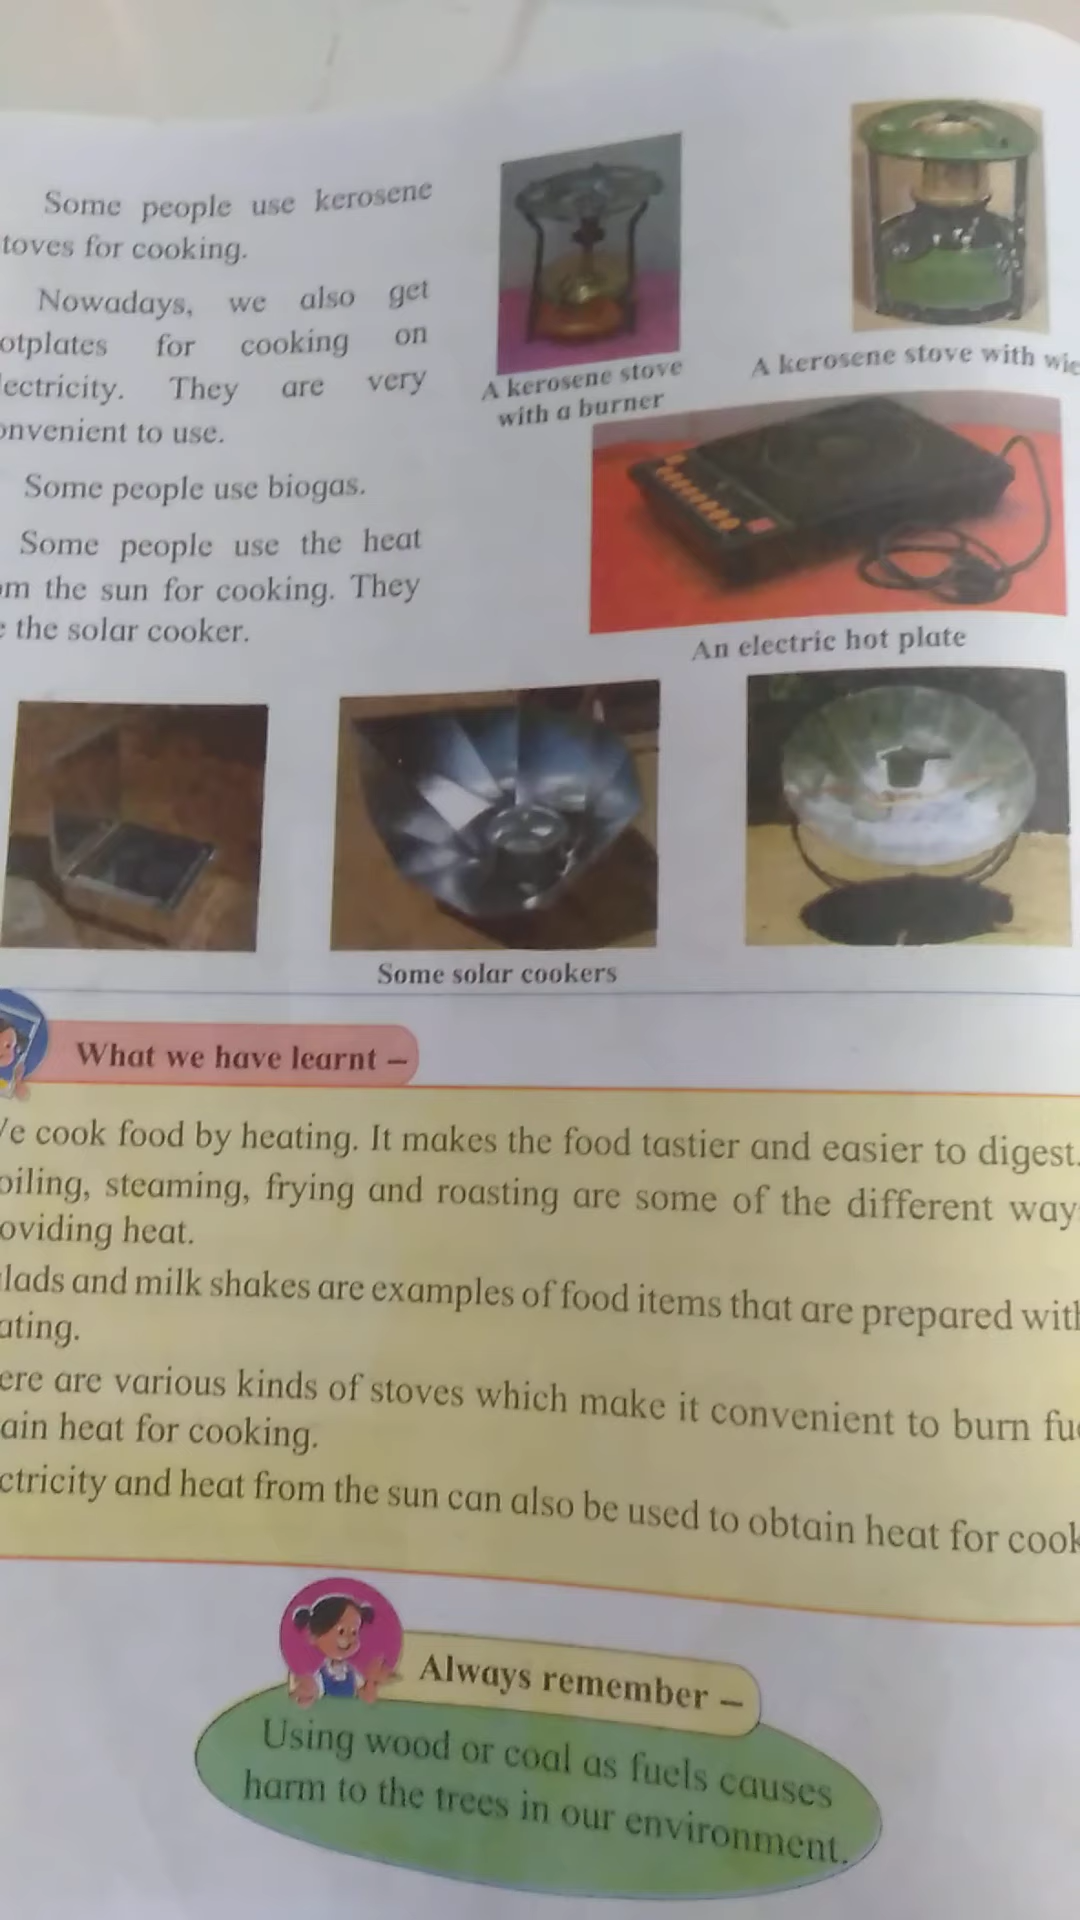 Some people use kerosene
toves for cooking.
Nowadays, we also get
otplates for cooking on
lectricity. They are very
onvenient to use.
Some people use biogas.
Some people use the heat
om the sun for cooking. They
e the solar cooker.
A kerosene stove
with a burner
A kerosene stove with wic
An electric hot plate
Some solar cookers
What we have learnt –
We cook food by heating. It makes the food tastier and easier to digest.
oiling, steaming, frying and roasting are some of the different way
oviding heat.
lads and milk shakes are examples of food items that are prepared with
ating.
ere are various kinds of stoves which make it convenient to burn fue
ain heat for cooking.
ctricity and heat from the sun can also be used to obtain heat for cook
Always remember –
Using wood or coal as fuels causes
harm to the trees in our environment.